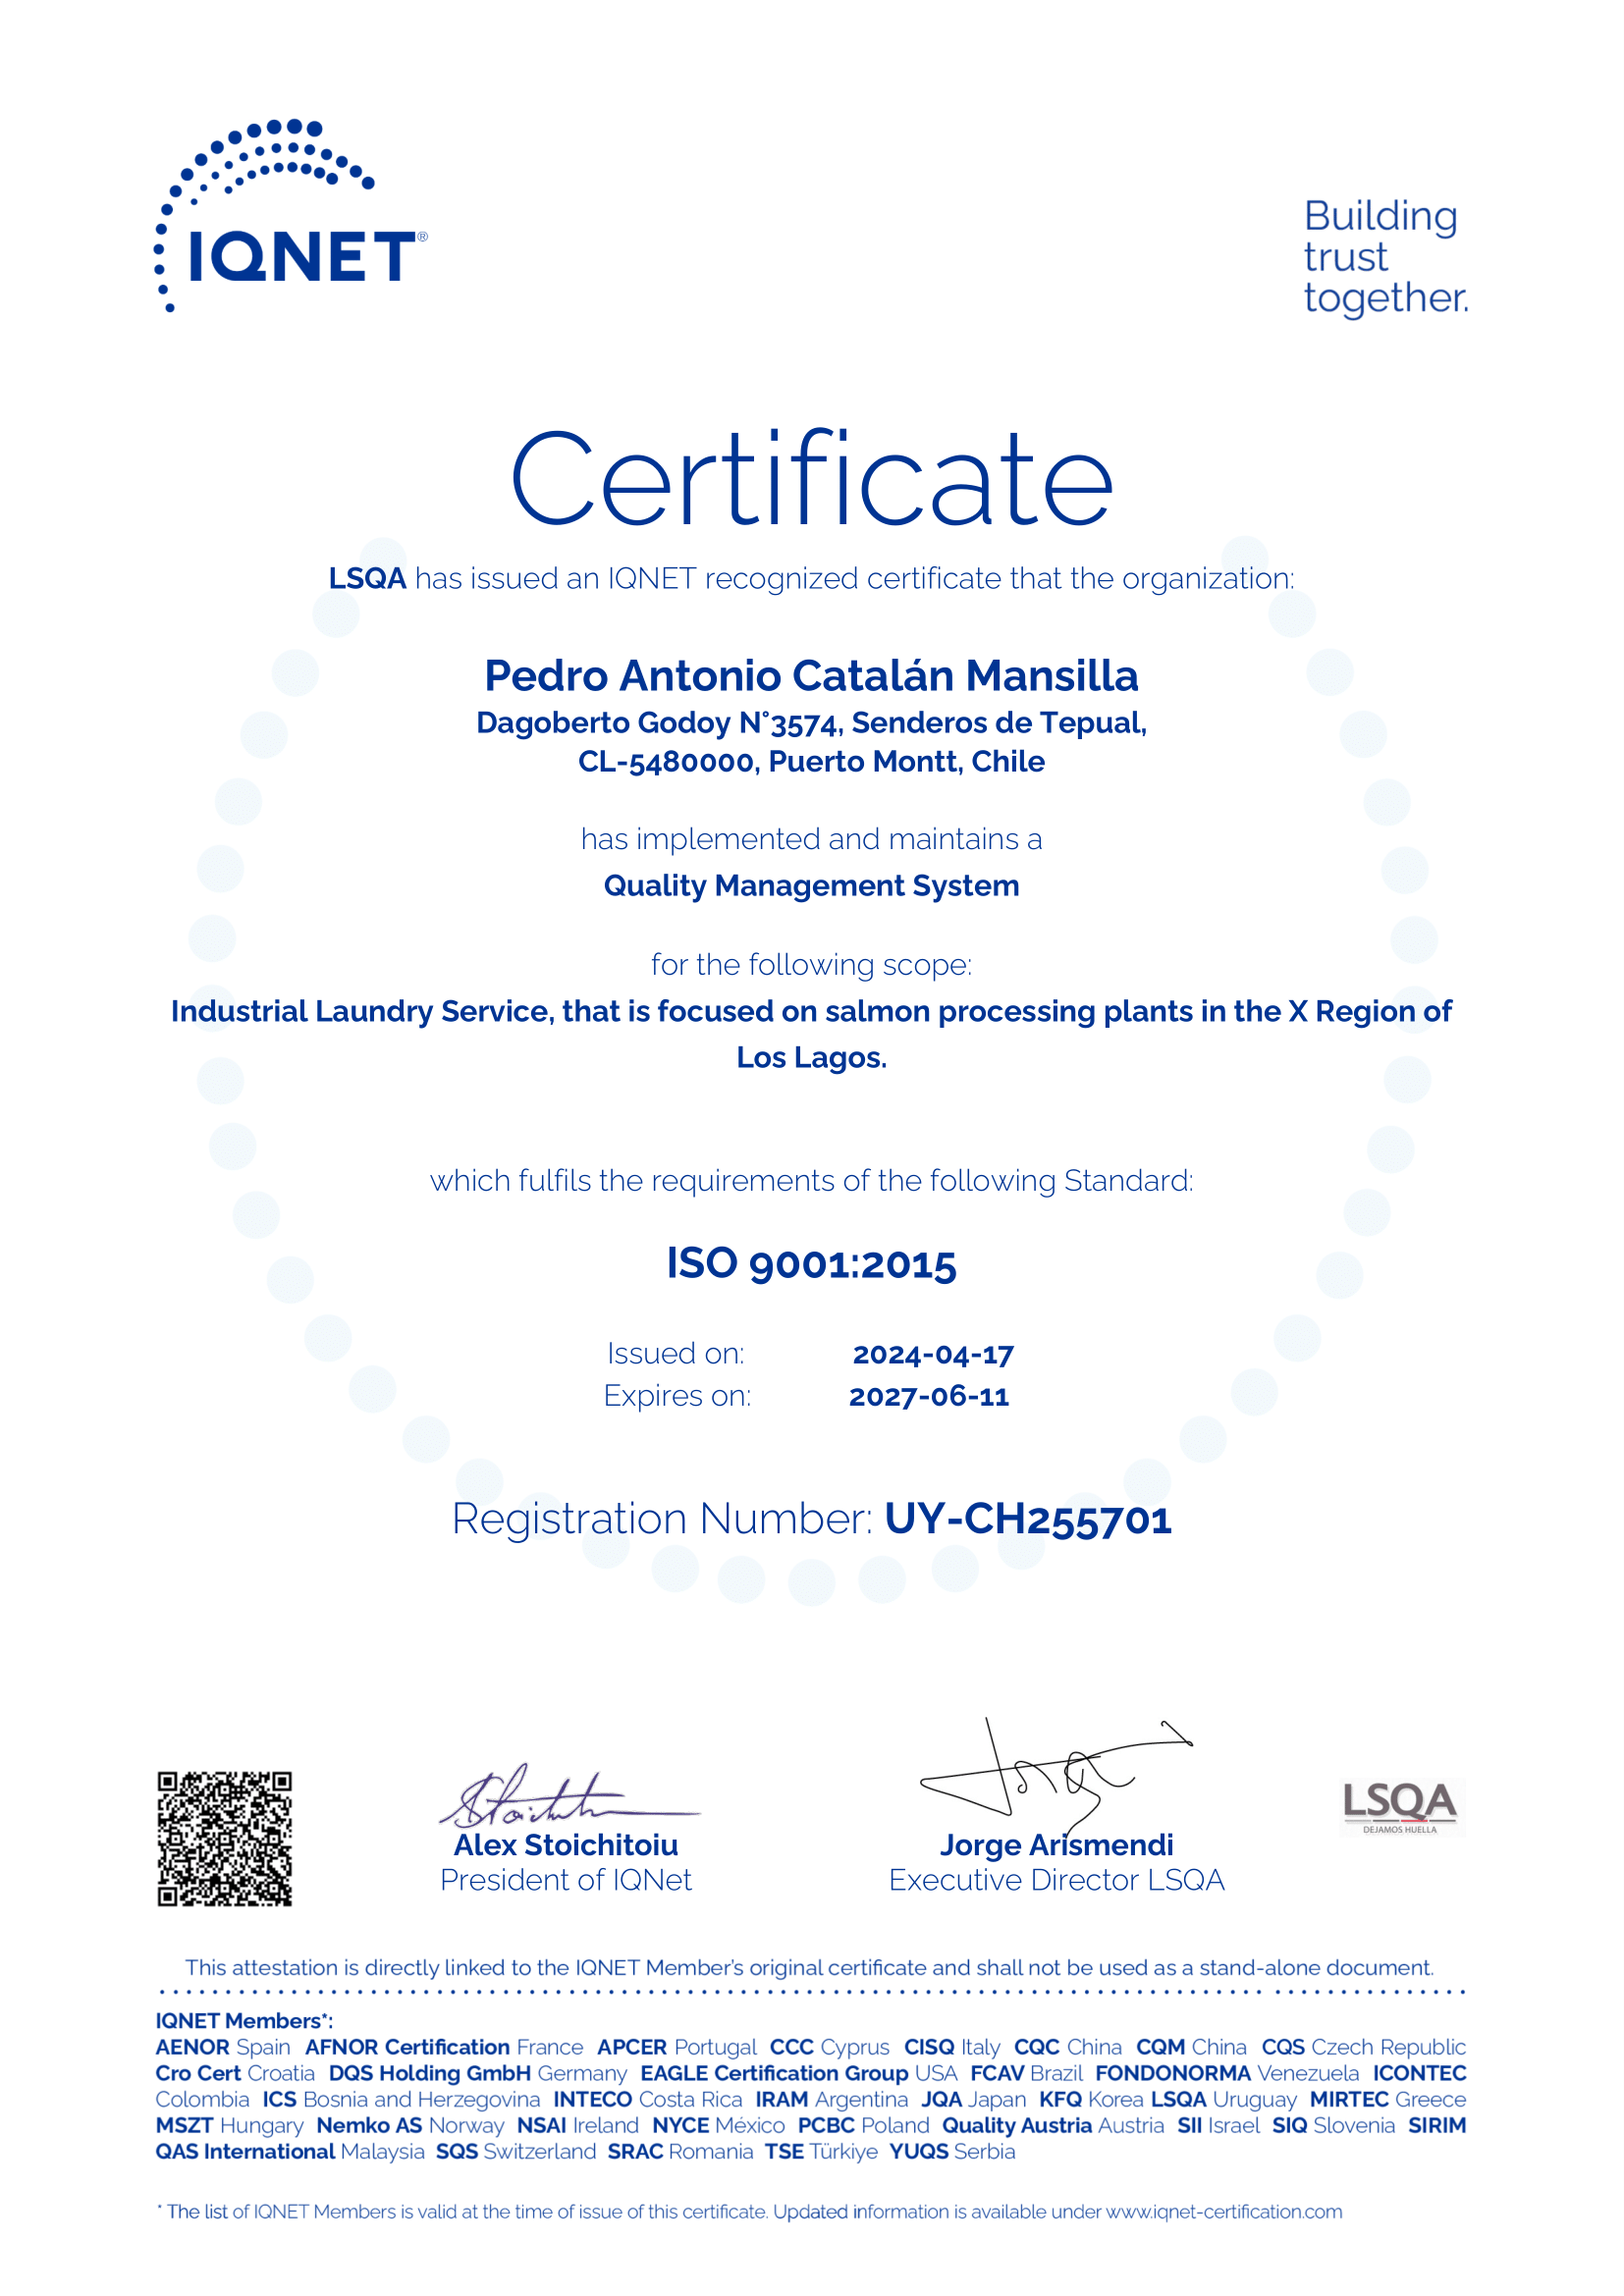 IQNET®
Building
trust
together.
Certificate
LSQA has issued an IQNET recognized certificate that the organization:
Pedro Antonio Catalán Mansilla
Dagoberto Godoy N°3574, Senderos de Tepual,
CL-5480000, Puerto Montt, Chile
has implemented and maintains a
Quality Management System
for the following scope:
Industrial Laundry Service, that is focused on salmon processing plants in the X Region of
Los Lagos.
which fulfils the requirements of the following Standard:
ISO 9001:2015
Issued on: 2024-04-17
Expires on: 2027-06-11
Registration Number: UY-CH255701
Alex Stoichitoiu
President of IQNet
Jorge Arismendi
Executive Director LSQA
LSQA
DEJAMOS HUELLA
This attestation is directly linked to the IQNET Member's original certificate and shall not be used as a stand-alone document.
IQNET Members*:
AENOR Spain AFNOR Certification France APCER Portugal CCC Cyprus CISQ Italy CQC China CQM China CQS Czech Republic
Cro Cert Croatia DQS Holding GmbH Germany EAGLE Certification Group USA FCAV Brazil FONDONORMA Venezuela ICONTEC
Colombia ICS Bosnia and Herzegovina INTECO Costa Rica IRAM Argentina JQA Japan KFQ Korea LSQA Uruguay MIRTEC Greece
MSZT Hungary Nemko AS Norway NSAI Ireland NYCE México PCBC Poland Quality Austria Austria SII Israel SIQ Slovenia SIRIM
QAS International Malaysia SQS Switzerland SRAC Romania TSE Türkiye YUQS Serbia
* The list of IQNET Members is valid at the time of issue of this certificate. Updated information is available under www.iqnet-certification.com